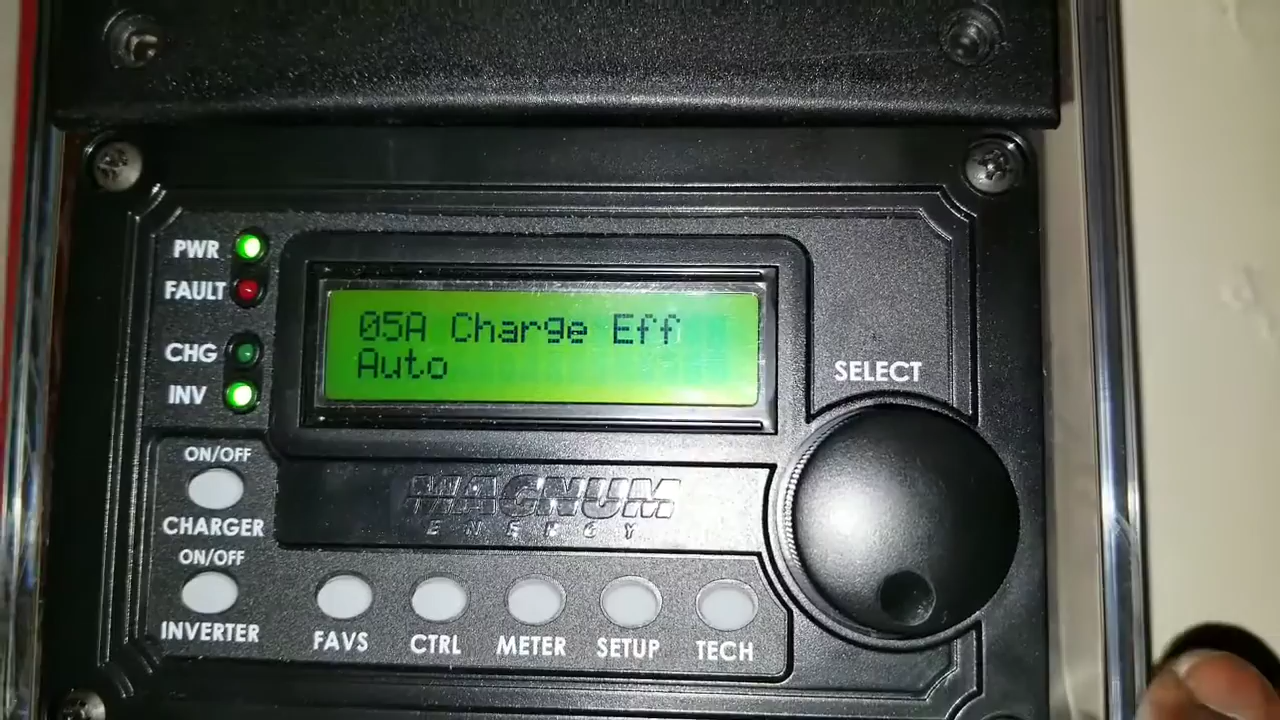 PWR
FAULT
CHG
INV
05A Charge Eff
Auto
SELECT
ON/OFF
CHARGER
ON/OFF
INVERTER
MAGNUM
ENERGY
FAVS
CTRL
METER
SETUP
TECH